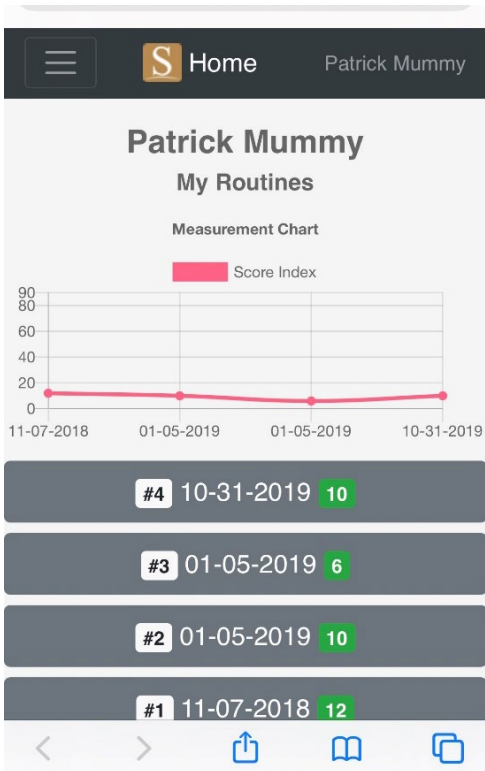 S Home Patrick Mummy
Patrick Mummy
My Routines
Measurement Chart
Score Index
90
80
60
40
20
0
11-07-2018 01-05-2019 01-05-2019 10-31-2019
#4 10-31-2019 10
#3 01-05-2019 6
#2 01-05-2019 10
#1 11-07-2018 12